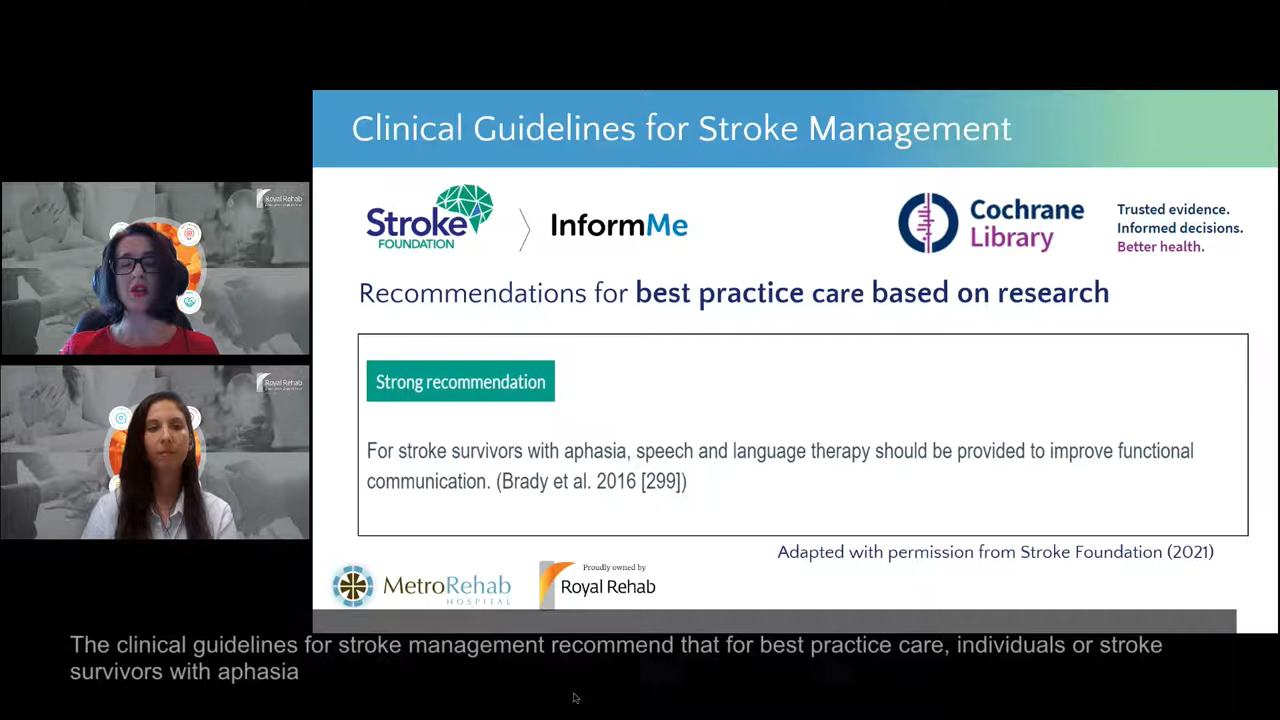 Clinical Guidelines for Stroke Management
Royal Rehab
Stroke
FOUNDATION
InformMe
Cochrane
Library
Trusted evidence.
Informed decisions.
Better health.
Recommendations for best practice care based on research
Strong recommendation
For stroke survivors with aphasia, speech and language therapy should be provided to improve functional
communication. (Brady et al. 2016 [299])
Royal Rehab
Adapted with permission from Stroke Foundation (2021)
MetroRehab
HOSPITAL
Proudly owned by
Royal Rehab
The clinical guidelines for stroke management recommend that for best practice care, individuals or stroke
survivors with aphasia